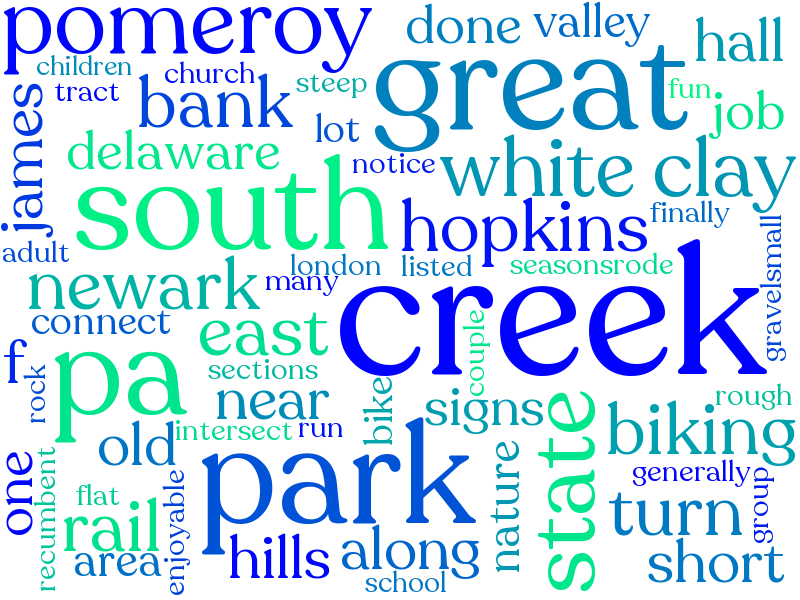 pomeroy
done
valley
hall
children
church
steep
great
fun
tract
bank
lot
job
james
delaware
notice
white clay
south
hopkins
finally
adult
london
listed
seasonsrode
gravelsmall
newark
many
creek
connect
east
couple
f
pa
sections
rock
near
bike
signs
state
rough
old
intersect
run
biking
one
park
nature
generally
recumbent
flat
enjoyable
group
rail
turn
area
hills
along
short
school